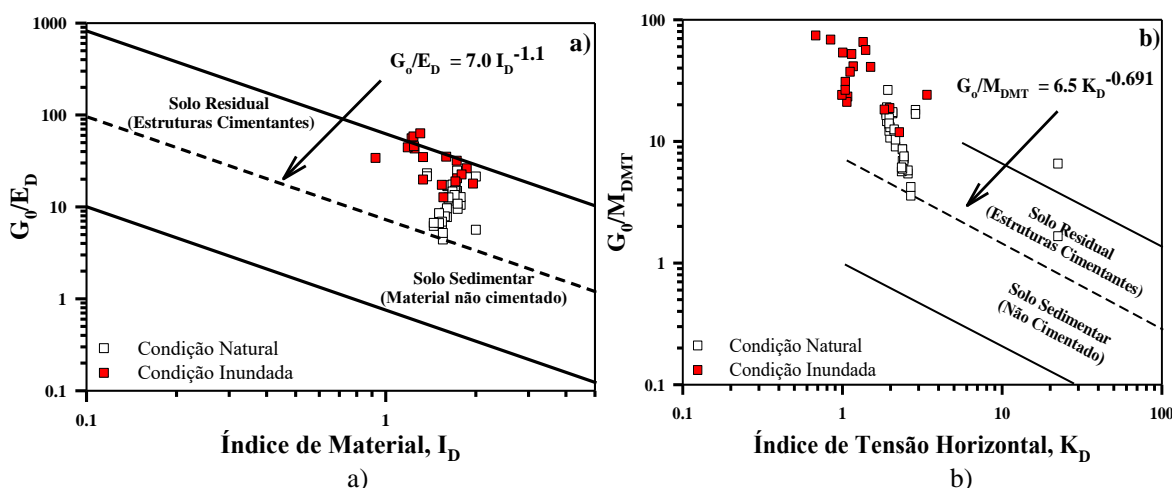 a)
1000
100
10
1
0.1
G₀/E_D
G_o/E_D = 7.0 I_D^-1.1
Solo Residual
(Estruturas Cimentantes)
Solo Sedimentar
(Material não cimentado)
Condição Natural
Condição Inundada
0.1
1
Índice de Material, I_D
a)
b)
100
10
1
0.1
G₀/M_DMT
G_o/M_DMT = 6.5 K_D^-0.691
Solo Residual
(Estruturas Cimentantes)
Solo Sedimentar
(Não Cimentado)
Condição Natural
Condição Inundada
0.1
1
10
100
Índice de Tensão Horizontal, K_D
b)